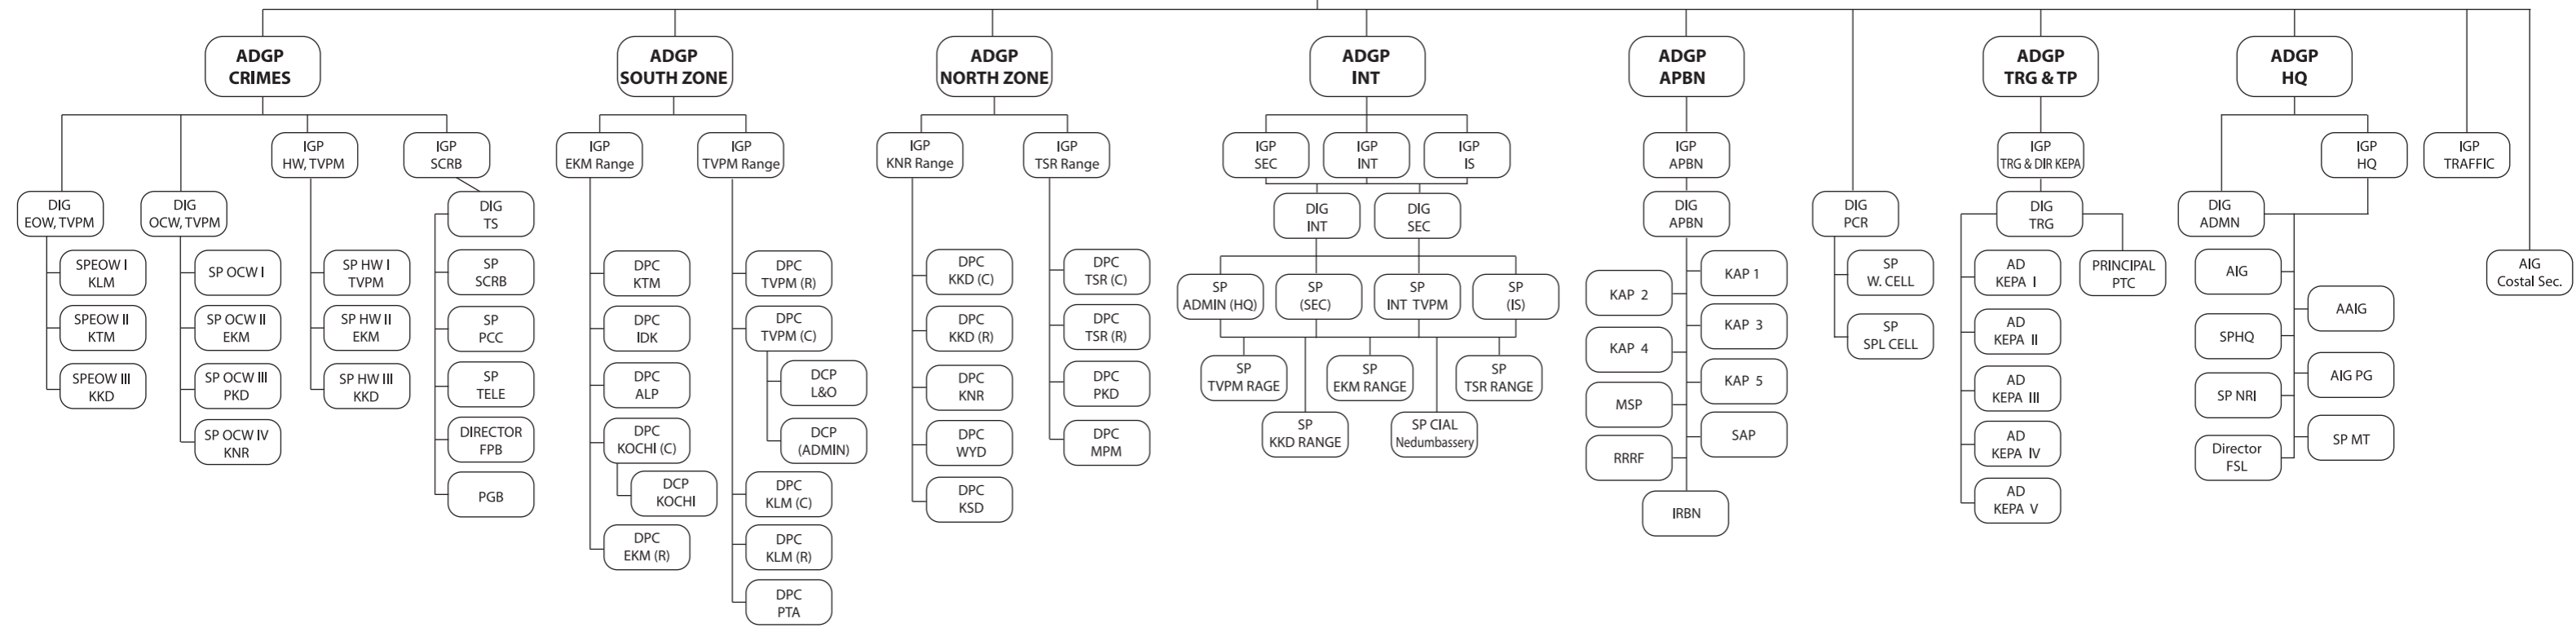 ADGP
CRIMES
ADGP
SOUTH ZONE
ADGP
NORTH ZONE
ADGP
INT
ADGP
APBN
ADGP
TRG & TP
ADGP
HQ
IGP
HW, TVPM
IGP
SCRB
IGP
EKM Range
IGP
TVPM Range
IGP
KNR Range
IGP
TSR Range
IGP
SEC
IGP
INT
IGP
IS
IGP
APBN
IGP
TRG & DIR KEPA
IGP
HQ
IGP
TRAFFIC
DIG
EOW, TVPM
DIG
OCW, TVPM
DIG
TS
DIG
INT
DIG
SEC
DIG
APBN
DIG
PCR
DIG
TRG
DIG
ADMN
SPEOW I
KLM
SPEOW II
KTM
SPEOW III
KKD
SP OCW I
SP OCW II
EKM
SP OCW III
PKD
SP OCW IV
KNR
SP HW I
TVPM
SP HW II
EKM
SP HW III
KKD
SP
SCRB
SP
PCC
SP
TELE
DIRECTOR
FPB
PGB
DPC
KTM
DPC
IDK
DPC
ALP
DPC
KOCHI (C)
DCP
KOCHI
DPC
EKM (R)
DPC
TVPM (R)
DPC
TVPM (C)
DCP
L&O
DCP
(ADMIN)
DPC
KLM (C)
DPC
KLM (R)
DPC
PTA
DPC
KKD (C)
DPC
KKD (R)
DPC
KNR
DPC
WYD
DPC
KSD
DPC
TSR (C)
DPC
TSR (R)
DPC
PKD
DPC
MPM
SP
ADMIN (HQ)
SP
(SEC)
SP
INT TVPM
SP
(IS)
SP
TVPM RAGE
SP
EKM RANGE
SP
TSR RANGE
SP
KKD RANGE
SP CIAL
Nedumbassery
KAP 1
KAP 2
KAP 3
KAP 4
KAP 5
MSP
SAP
RRRF
IRBN
SP
W. CELL
SP
SPL CELL
AD
KEPA I
AD
KEPA II
AD
KEPA III
AD
KEPA IV
AD
KEPA V
PRINCIPAL
PTC
AIG
AAIG
SPHQ
AIG PG
SP NRI
SP MT
Director
FSL
AIG
Costal Sec.